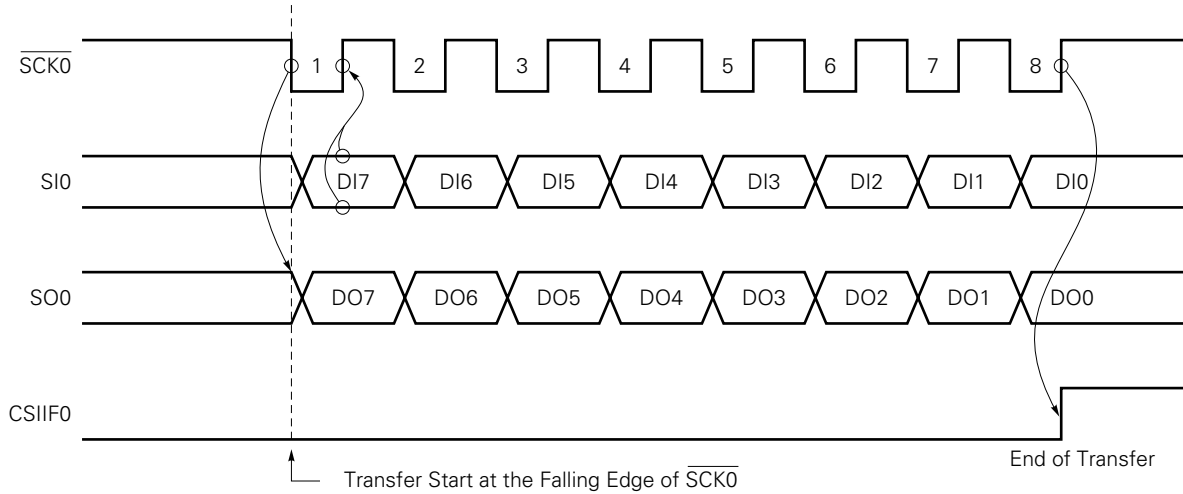 SCK0 1 2 3 4 5 6 7 8
SI0 DI7 DI6 DI5 DI4 DI3 DI2 DI1 DI0
SO0 DO7 DO6 DO5 DO4 DO3 DO2 DO1 DO0
CSIIF0
End of Transfer
Transfer Start at the Falling Edge of SCK0